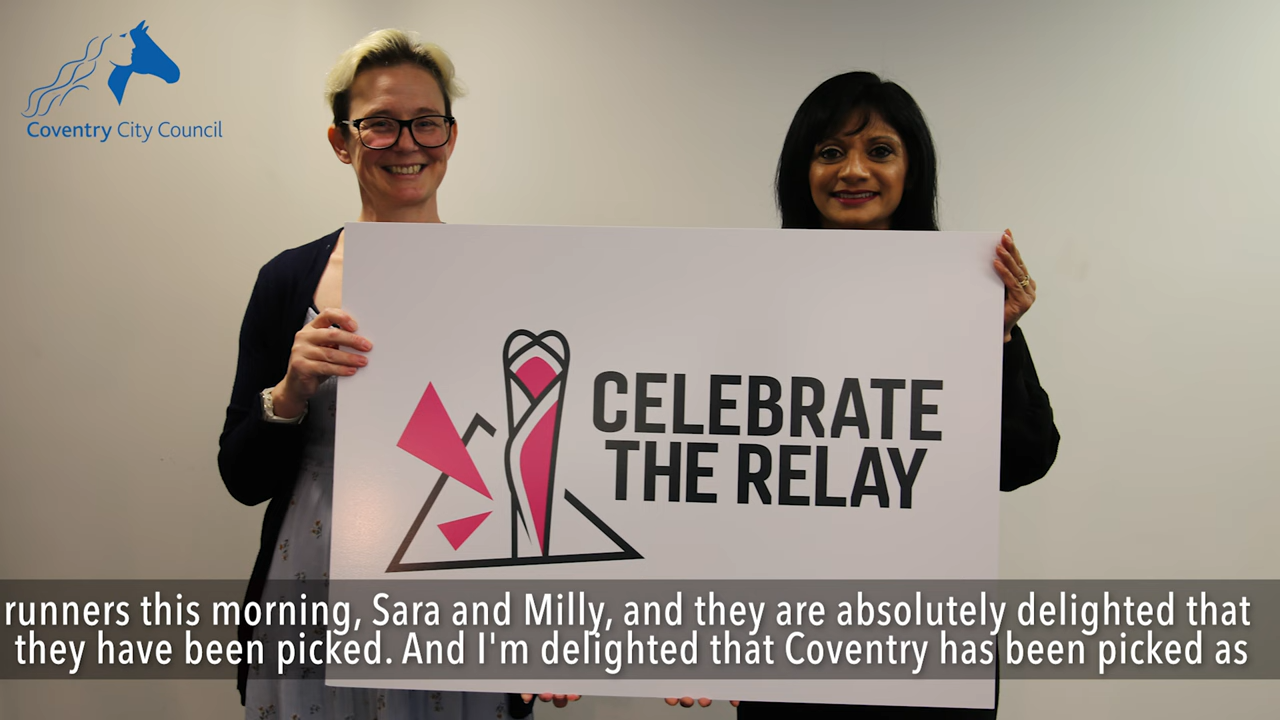 Coventry City Council
CELEBRATE
THE RELAY
runners this morning, Sara and Milly, and they are absolutely delighted that
they have been picked. And I'm delighted that Coventry has been picked as